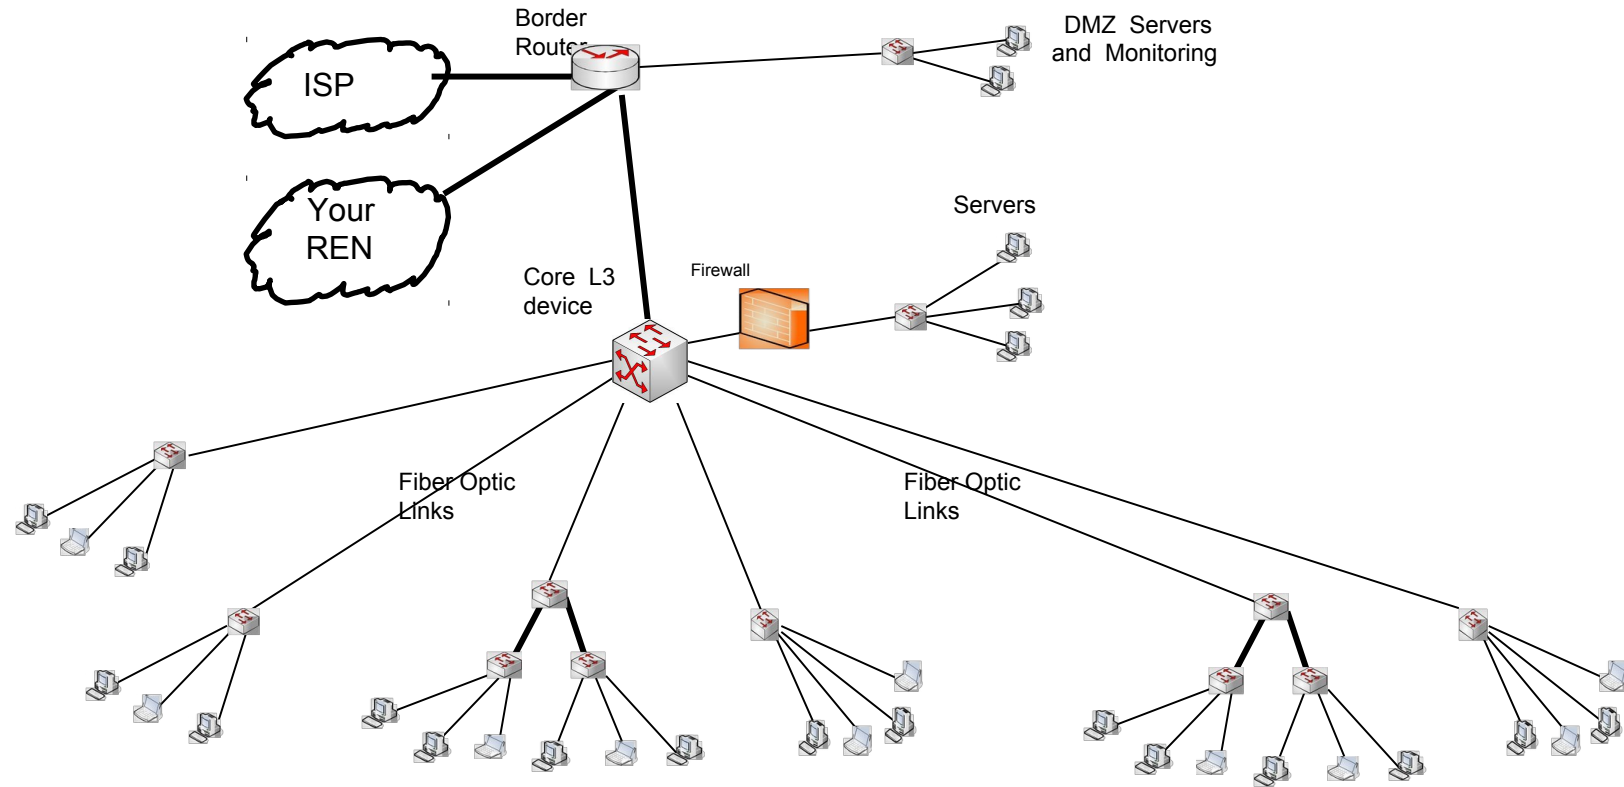 Border
Router
DMZ Servers
and Monitoring
ISP
Your
REN
Servers
Core L3
device
Firewall
Fiber Optic
Links
Fiber Optic
Links